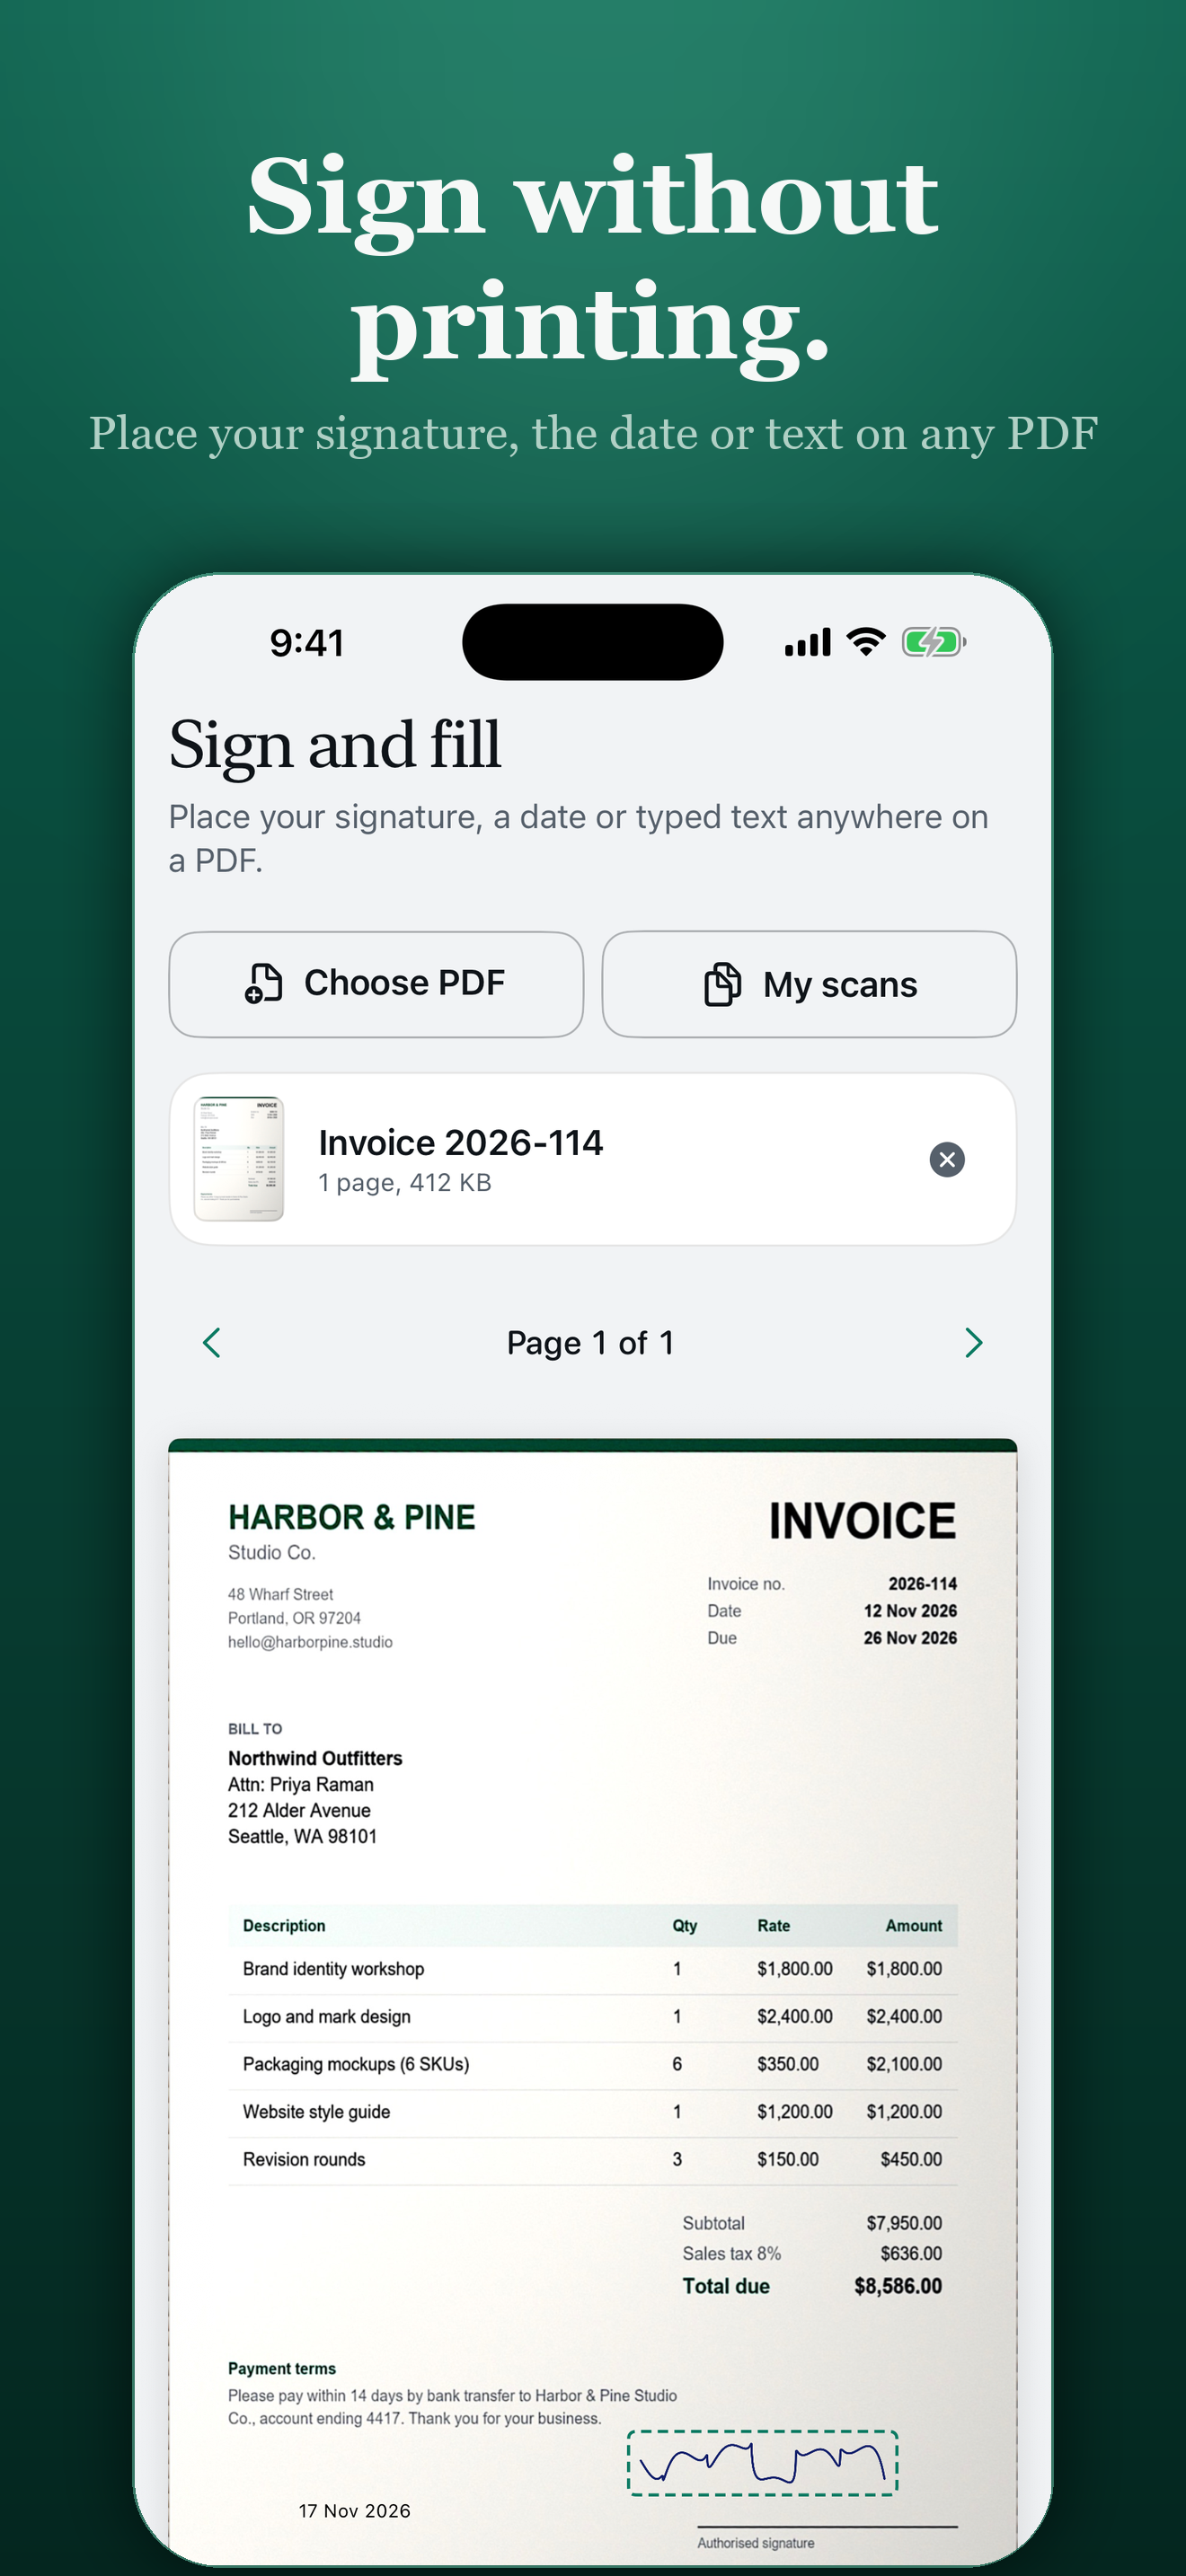 Sign without
printing.
Place your signature, the date or text on any PDF
9:41
Sign and fill
Place your signature, a date or typed text anywhere on
a PDF.
Choose PDF
My scans
Invoice 2026-114
1 page, 412 KB
Page 1 of 1
HARBOR & PINE
INVOICE
Studio Co.
48 Wharf Street
Portland, OR 97204
hello@harborpine.studio
Invoice no. 2026-114
Date 12 Nov 2026
Due 26 Nov 2026
BILL TO
Northwind Outfitters
Attn: Priya Raman
212 Alder Avenue
Seattle, WA 98101
Description Qty Rate Amount
Brand identity workshop 1 $1,800.00 $1,800.00
Logo and mark design 1 $2,400.00 $2,400.00
Packaging mockups (6 SKUs) 6 $350.00 $2,100.00
Website style guide 1 $1,200.00 $1,200.00
Revision rounds 3 $150.00 $450.00
Subtotal $7,950.00
Sales tax 8% $636.00
Total due $8,586.00
Payment terms
Please pay within 14 days by bank transfer to Harbor & Pine Studio
Co., account ending 4417. Thank you for your business.
17 Nov 2026
Authorised signature